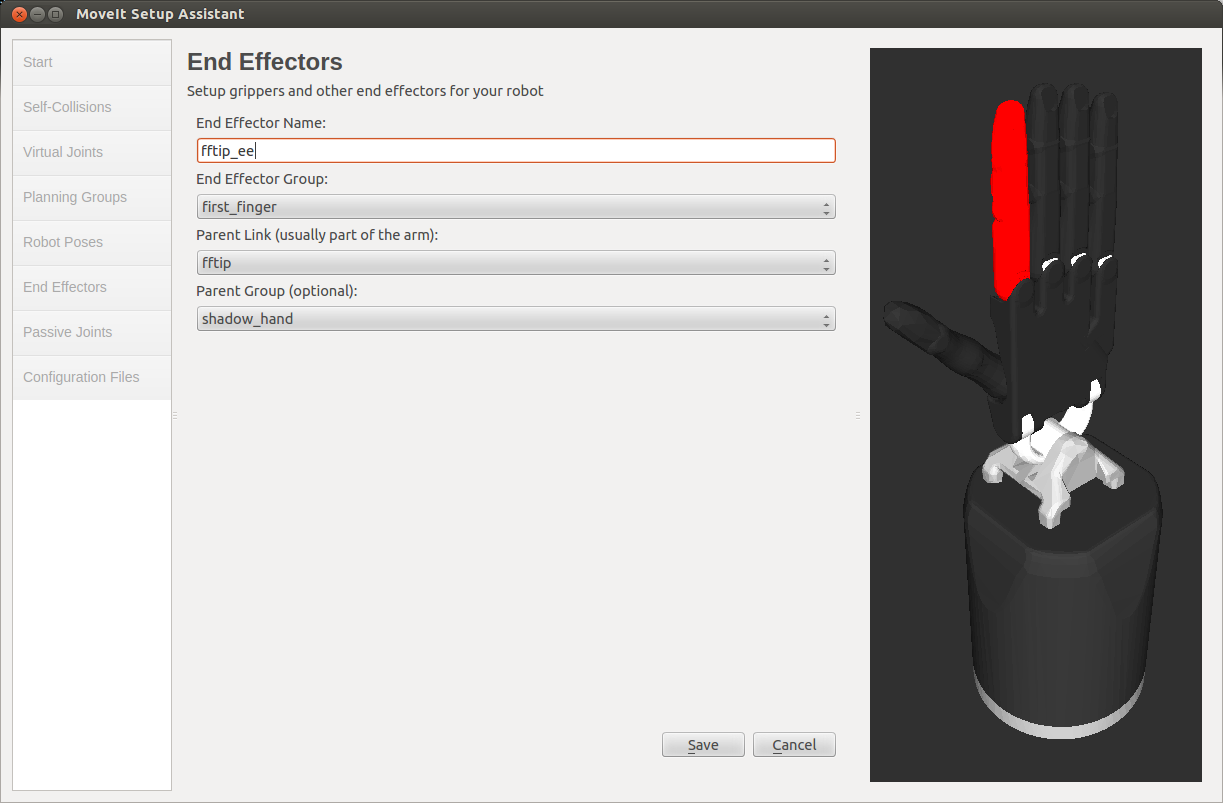 MoveIt Setup Assistant
Start
Self-Collisions
Virtual Joints
Planning Groups
Robot Poses
End Effectors
Passive Joints
Configuration Files
End Effectors
Setup grippers and other end effectors for your robot
End Effector Name:
fftip_ee
End Effector Group:
first_finger
Parent Link (usually part of the arm):
fftip
Parent Group (optional):
shadow_hand
Save
Cancel